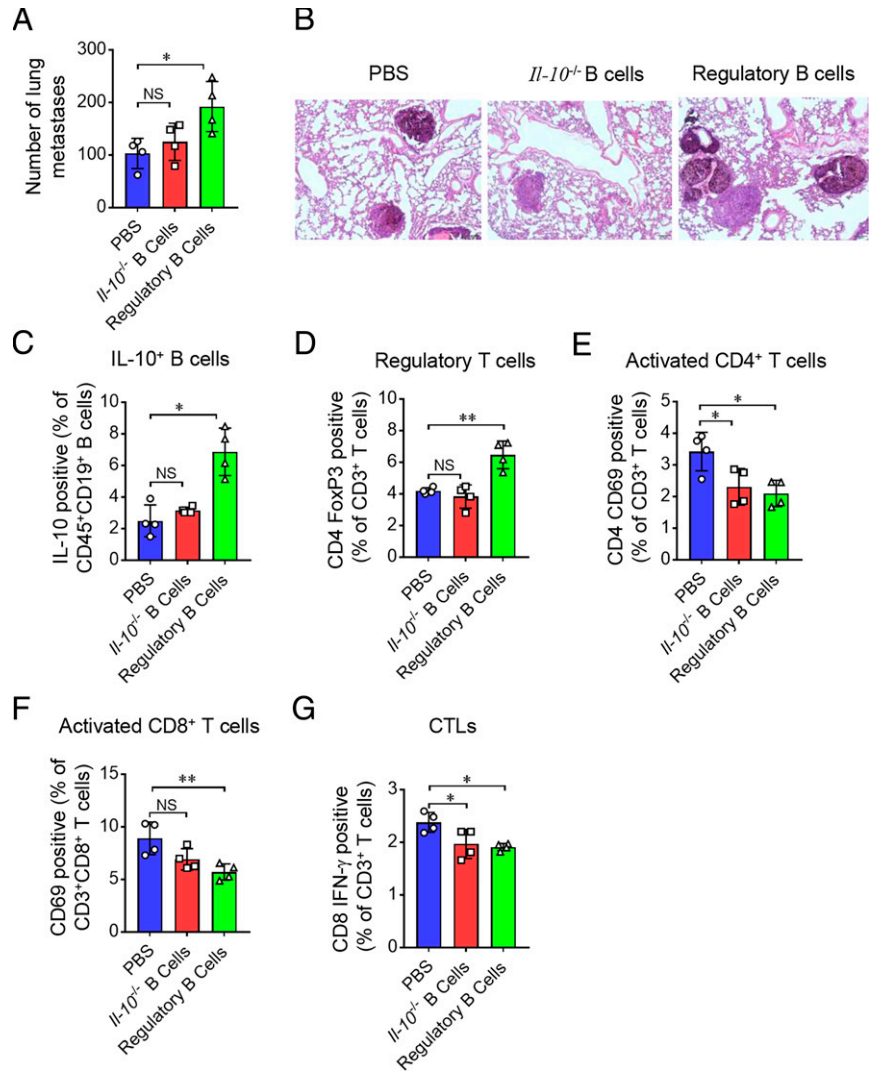 A
Number of lung
metastases
300
200
100
0
*
NS
PBS
Il-10-/- B Cells
Regulatory B Cells
B
PBS
Il-10-/- B cells
Regulatory B cells
C
IL-10+ B cells
IL-10 positive (% of
CD45+CD19+ B cells)
10
8
6
4
2
0
*
NS
PBS
Il-10-/- B Cells
Regulatory B Cells
D
Regulatory T cells
CD4 FoxP3 positive
(% of CD3+ T cells)
10
8
6
4
2
0
**
NS
PBS
Il-10-/- B Cells
Regulatory B Cells
E
Activated CD4+ T cells
CD4 CD69 positive
(% of CD3+ T cells)
5
4
3
2
1
0
*
*
PBS
Il-10-/- B Cells
Regulatory B Cells
F
Activated CD8+ T cells
CD69 positive (% of
CD3+CD8+ T cells)
15
10
5
0
**
NS
PBS
Il-10-/- B Cells
Regulatory B Cells
G
CTLs
CD8 IFN-γ positive
(% of CD3+ T cells)
3
2
1
0
*
*
PBS
Il-10-/- B Cells
Regulatory B Cells